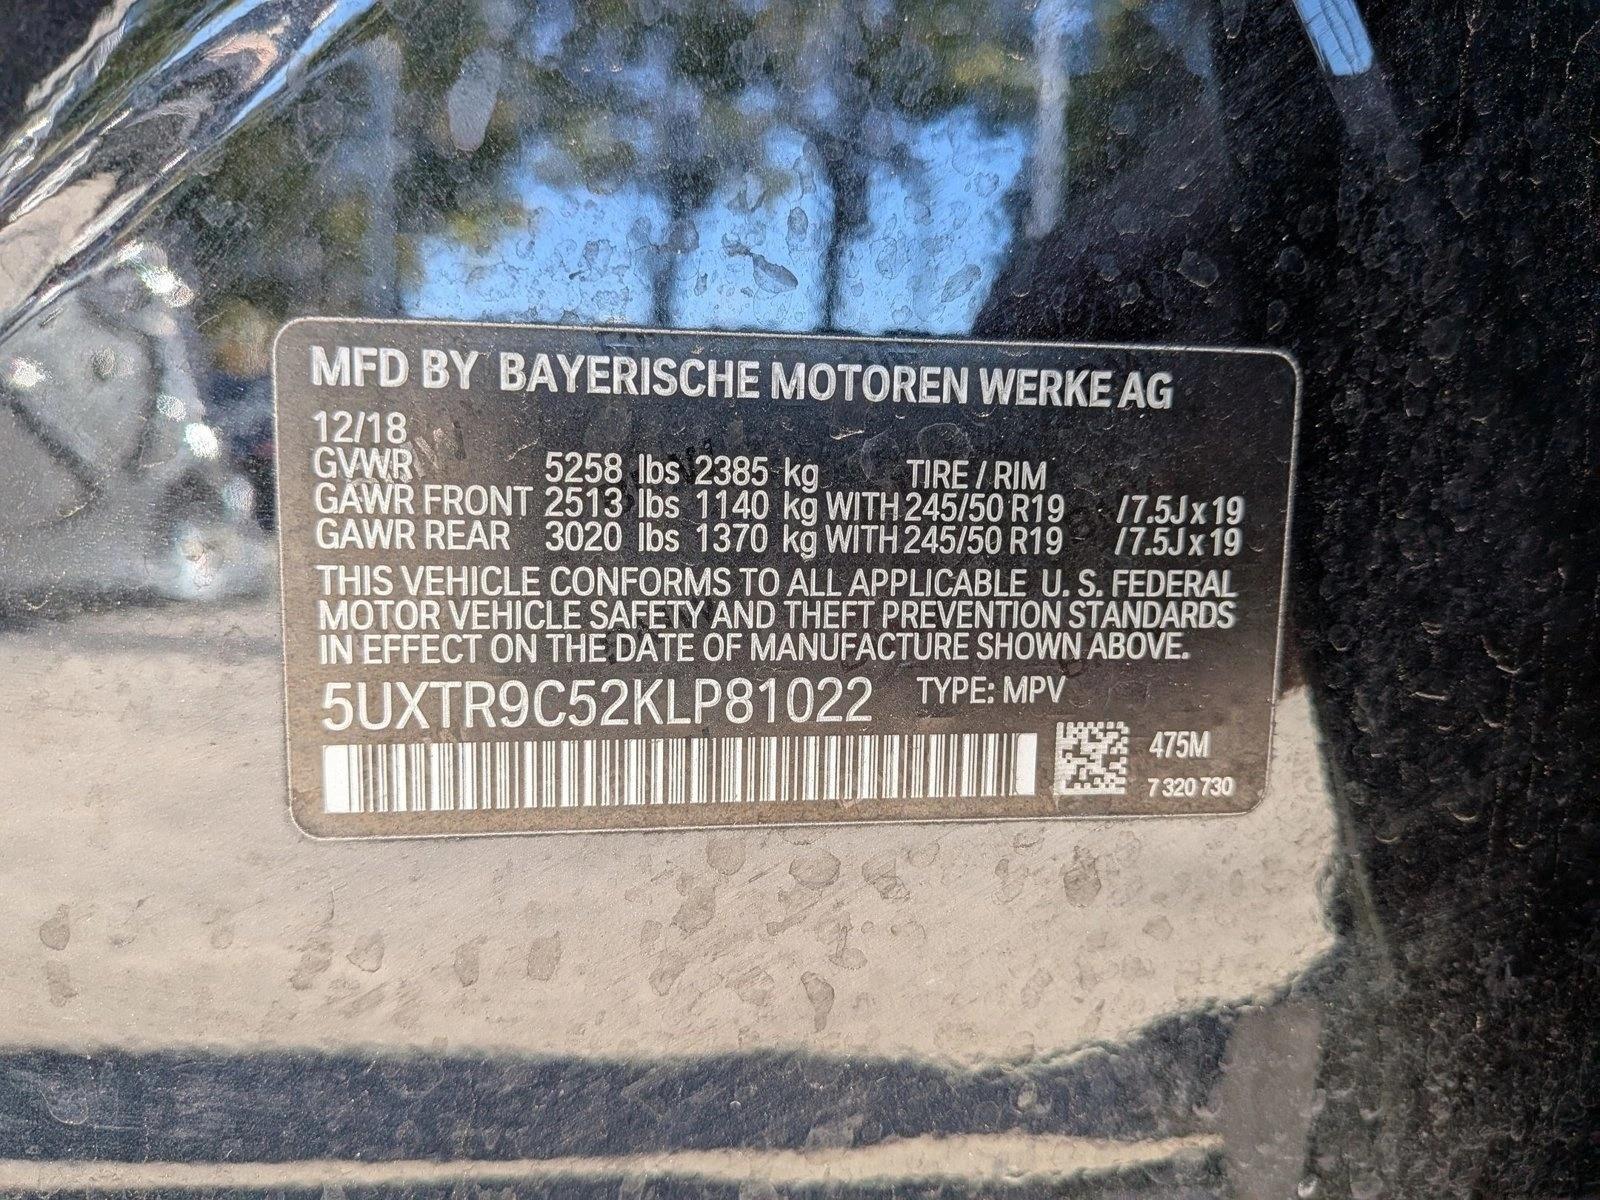 MFD BY BAYERISCHE MOTOREN WERKE AG
12/18
GVWR 5258 lbs 2385 kg TIRE / RIM
GAWR FRONT 2513 lbs 1140 kg WITH 245/50 R19 /7.5J x 19
GAWR REAR 3020 lbs 1370 kg WITH 245/50 R19 /7.5J x 19
THIS VEHICLE CONFORMS TO ALL APPLICABLE U. S. FEDERAL
MOTOR VEHICLE SAFETY AND THEFT PREVENTION STANDARDS
IN EFFECT ON THE DATE OF MANUFACTURE SHOWN ABOVE.
5UXTR9C52KLP81022 TYPE: MPV
475M
7 320 730